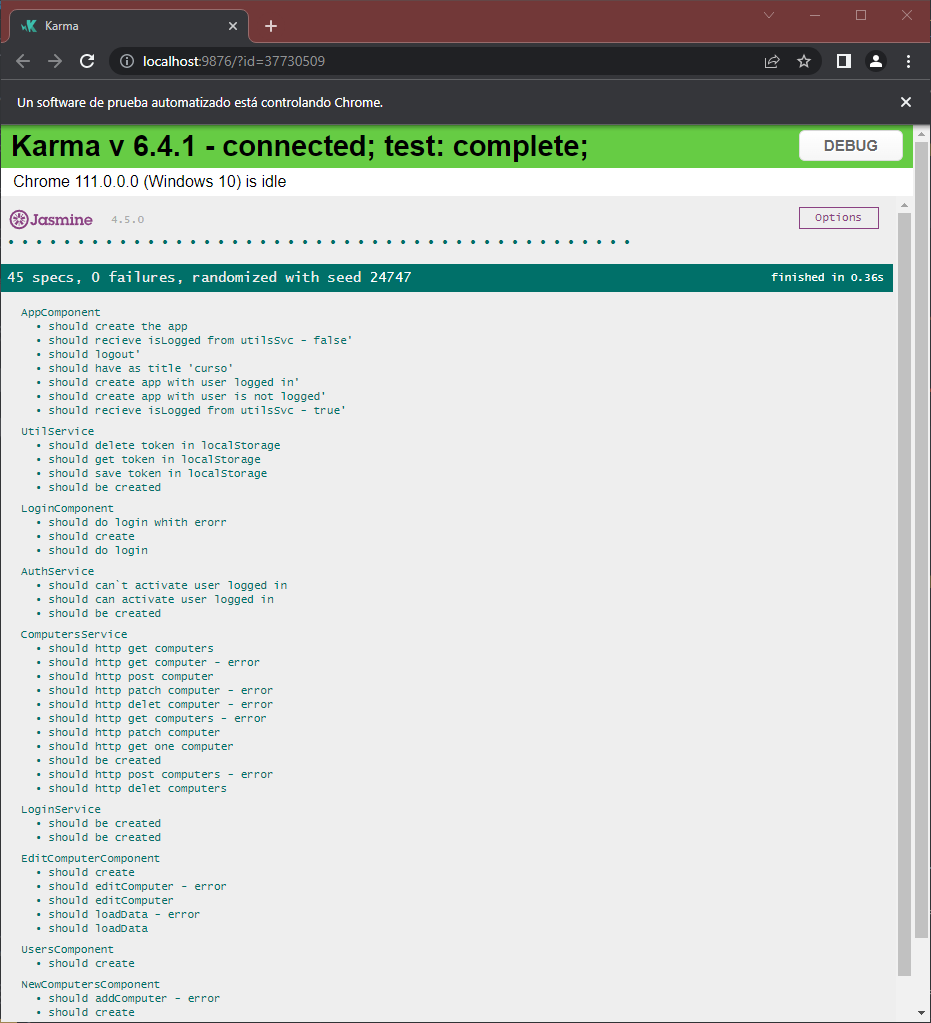 Karma
localhost:9876/?id=37730509
Un software de prueba automatizado está controlando Chrome.
Karma v 6.4.1 - connected; test: complete;
DEBUG
Chrome 111.0.0.0 (Windows 10) is idle
Jasmine 4.5.0
Options
45 specs, 0 failures, randomized with seed 24747
finished in 0.36s
AppComponent
• should create the app
• should recieve isLogged from utilsSvc - false'
• should logout'
• should have as title 'curso'
• should create app with user logged in'
• should create app with user is not logged'
• should recieve isLogged from utilsSvc - true'
UtilService
• should delete token in localStorage
• should get token in localStorage
• should save token in localStorage
• should be created
LoginComponent
• should do login whith erorr
• should create
• should do login
AuthService
• should can`t activate user logged in
• should can activate user logged in
• should be created
ComputersService
• should http get computers
• should http get computer - error
• should http post computer
• should http patch computer - error
• should http delet computer - error
• should http get computers - error
• should http patch computer
• should http get one computer
• should be created
• should http post computers - error
• should http delet computers
LoginService
• should be created
• should be created
EditComputerComponent
• should create
• should editComputer - error
• should editComputer
• should loadData - error
• should loadData
UsersComponent
• should create
NewComputersComponent
• should addComputer - error
• should create